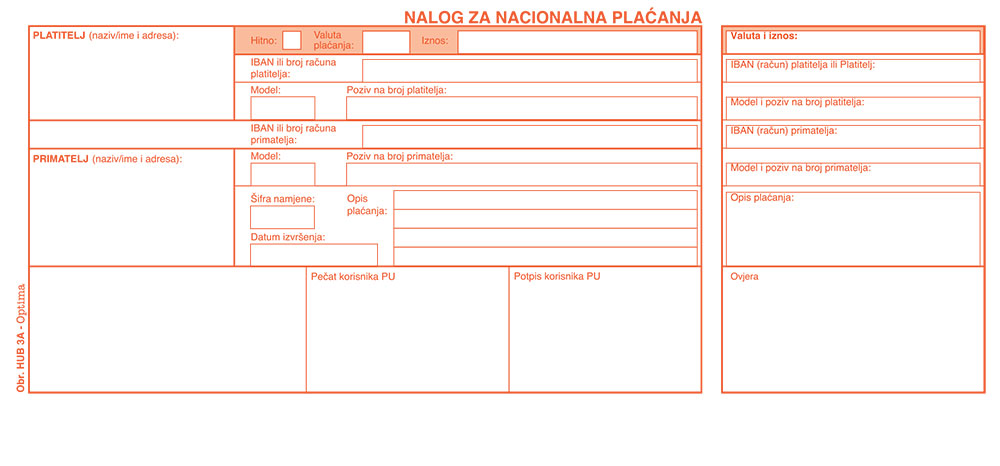 NALOG ZA NACIONALNA PLAĆANJA
PLATITELJ (naziv/ime i adresa):
Hitno:
Valuta
plaćanja:
Iznos:
IBAN ili broj računa
platitelja:
Model:
Poziv na broj platitelja:
IBAN ili broj računa
primatelja:
PRIMATELJ (naziv/ime i adresa):
Model:
Poziv na broj primatelja:
Šifra namjene:
Opis
plaćanja:
Datum izvršenja:
Pečat korisnika PU
Potpis korisnika PU
Obr. HUB 3A - Optima
Valuta i iznos:
IBAN (račun) platitelja ili Platitelj:
Model i poziv na broj platitelja:
IBAN (račun) primatelja:
Model i poziv na broj primatelja:
Opis plaćanja:
Ovjera